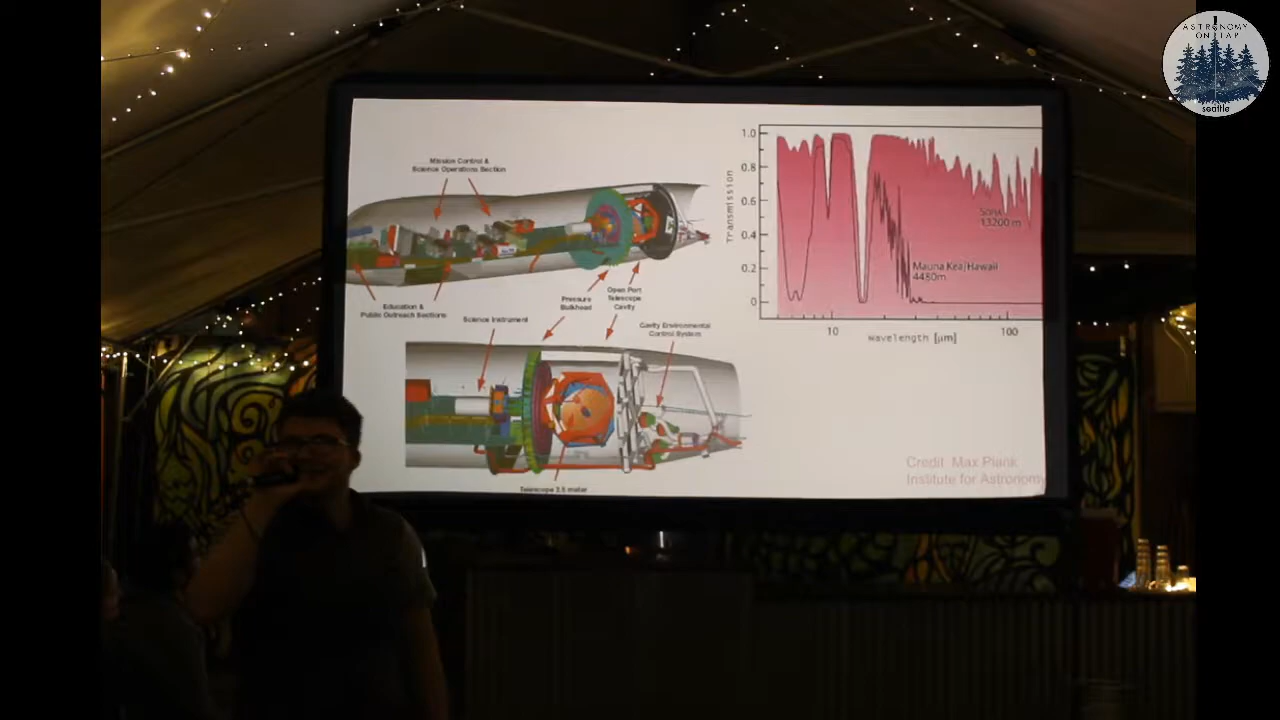 ASTRONOMY
ON TAP
seattle
Mission Control &
Science Operations Section
Education &
Public Outreach Sections
Science Instrument
Pressure
Bulkhead
Open Port
Telescope
Cavity
Cavity Environmental
Control System
Telescope 2.5 meter
Transmission
1.0
0.8
0.6
0.4
0.2
0
10
100
Wavelength [μm]
SOFIA
13200 m
Mauna Kea/Hawaii
4480m
Credit: Max Plank
Institute for Astronomy